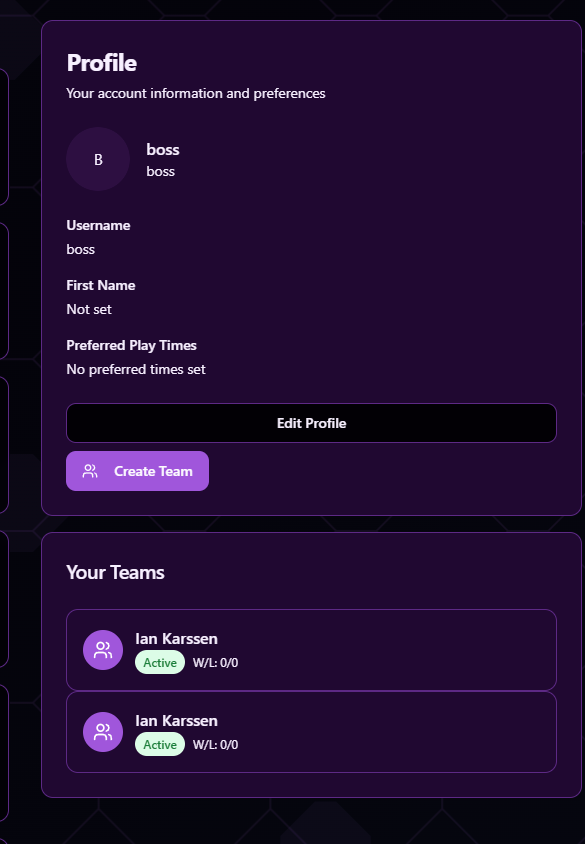 Profile
Your account information and preferences
B
boss
boss
Username
boss
First Name
Not set
Preferred Play Times
No preferred times set
Edit Profile
Create Team
Your Teams
Ian Karssen
Active W/L: 0/0
Ian Karssen
Active W/L: 0/0